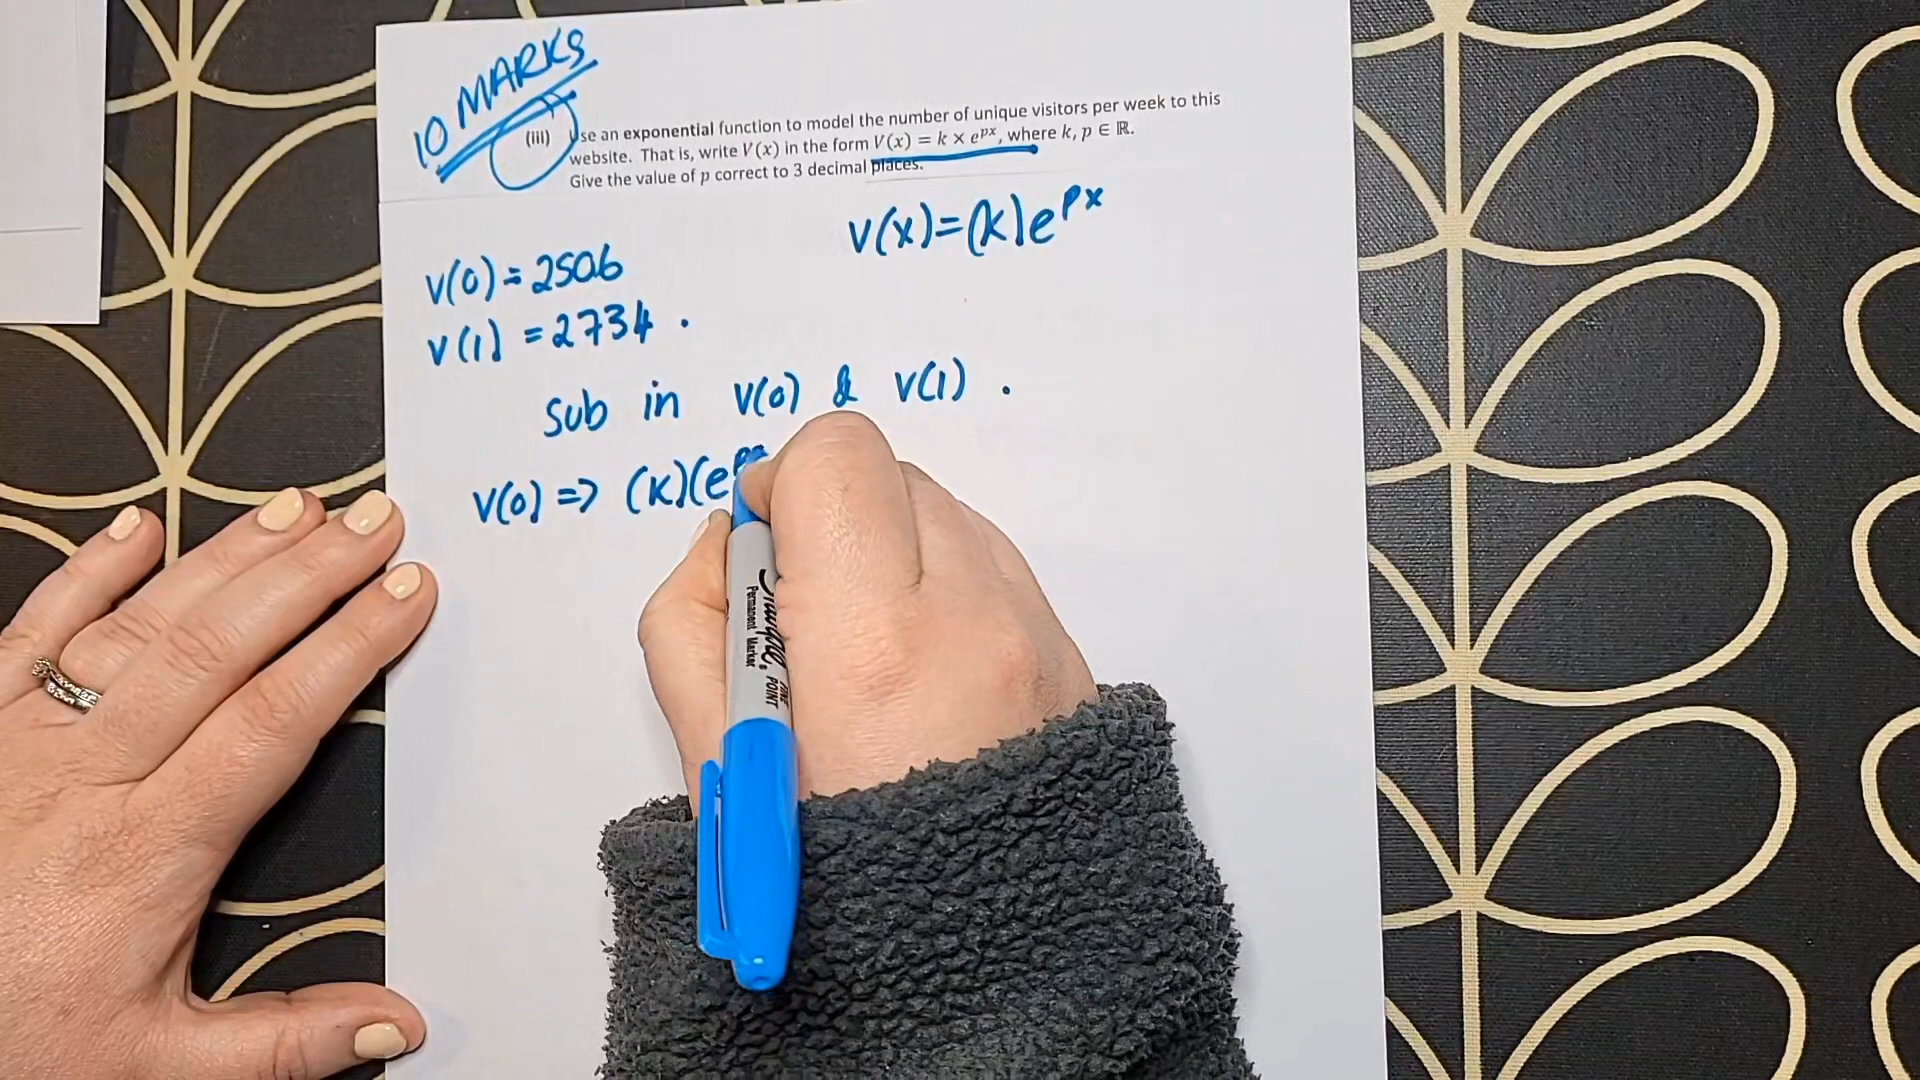 10 MARKS
(iii) Use an exponential function to model the number of unique visitors per week to this
website. That is, write V(x) in the form V(x) = k × e^{px}, where k, p ∈ ℝ.
Give the value of p correct to 3 decimal places.
V(x)=(k)e^{px}
V(0)=2506
V(1)=2734.
Sub in V(0) & V(1).
V(0) => (k)(e
Sharpie.
FINE POINT
Permanent Marker